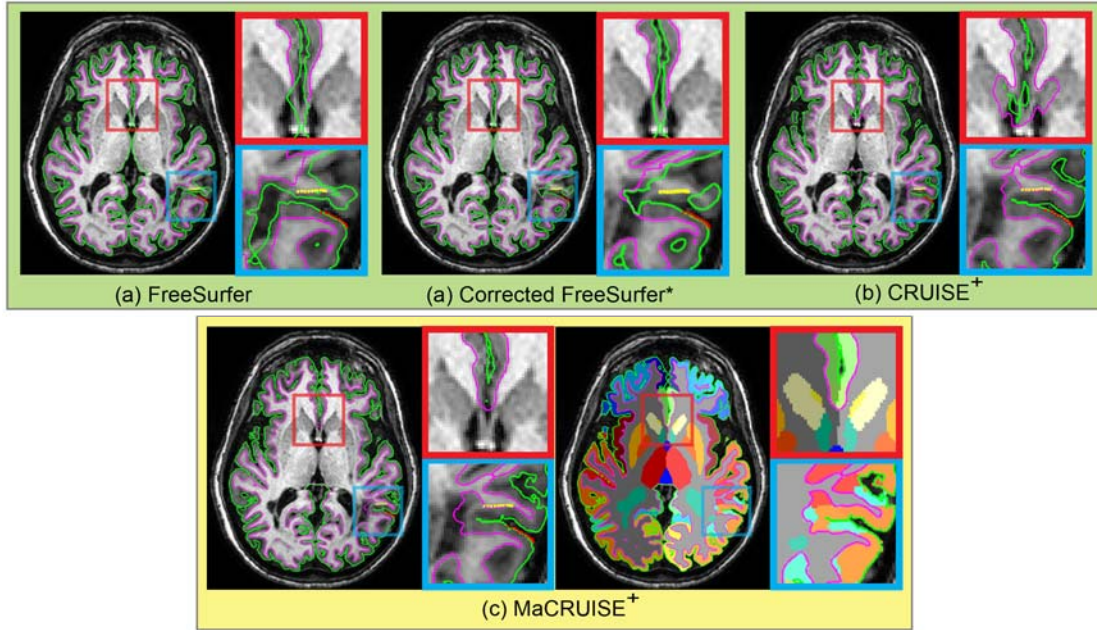 (a) FreeSurfer
(a) Corrected FreeSurfer*
(b) CRUISE+
(c) MaCRUISE+